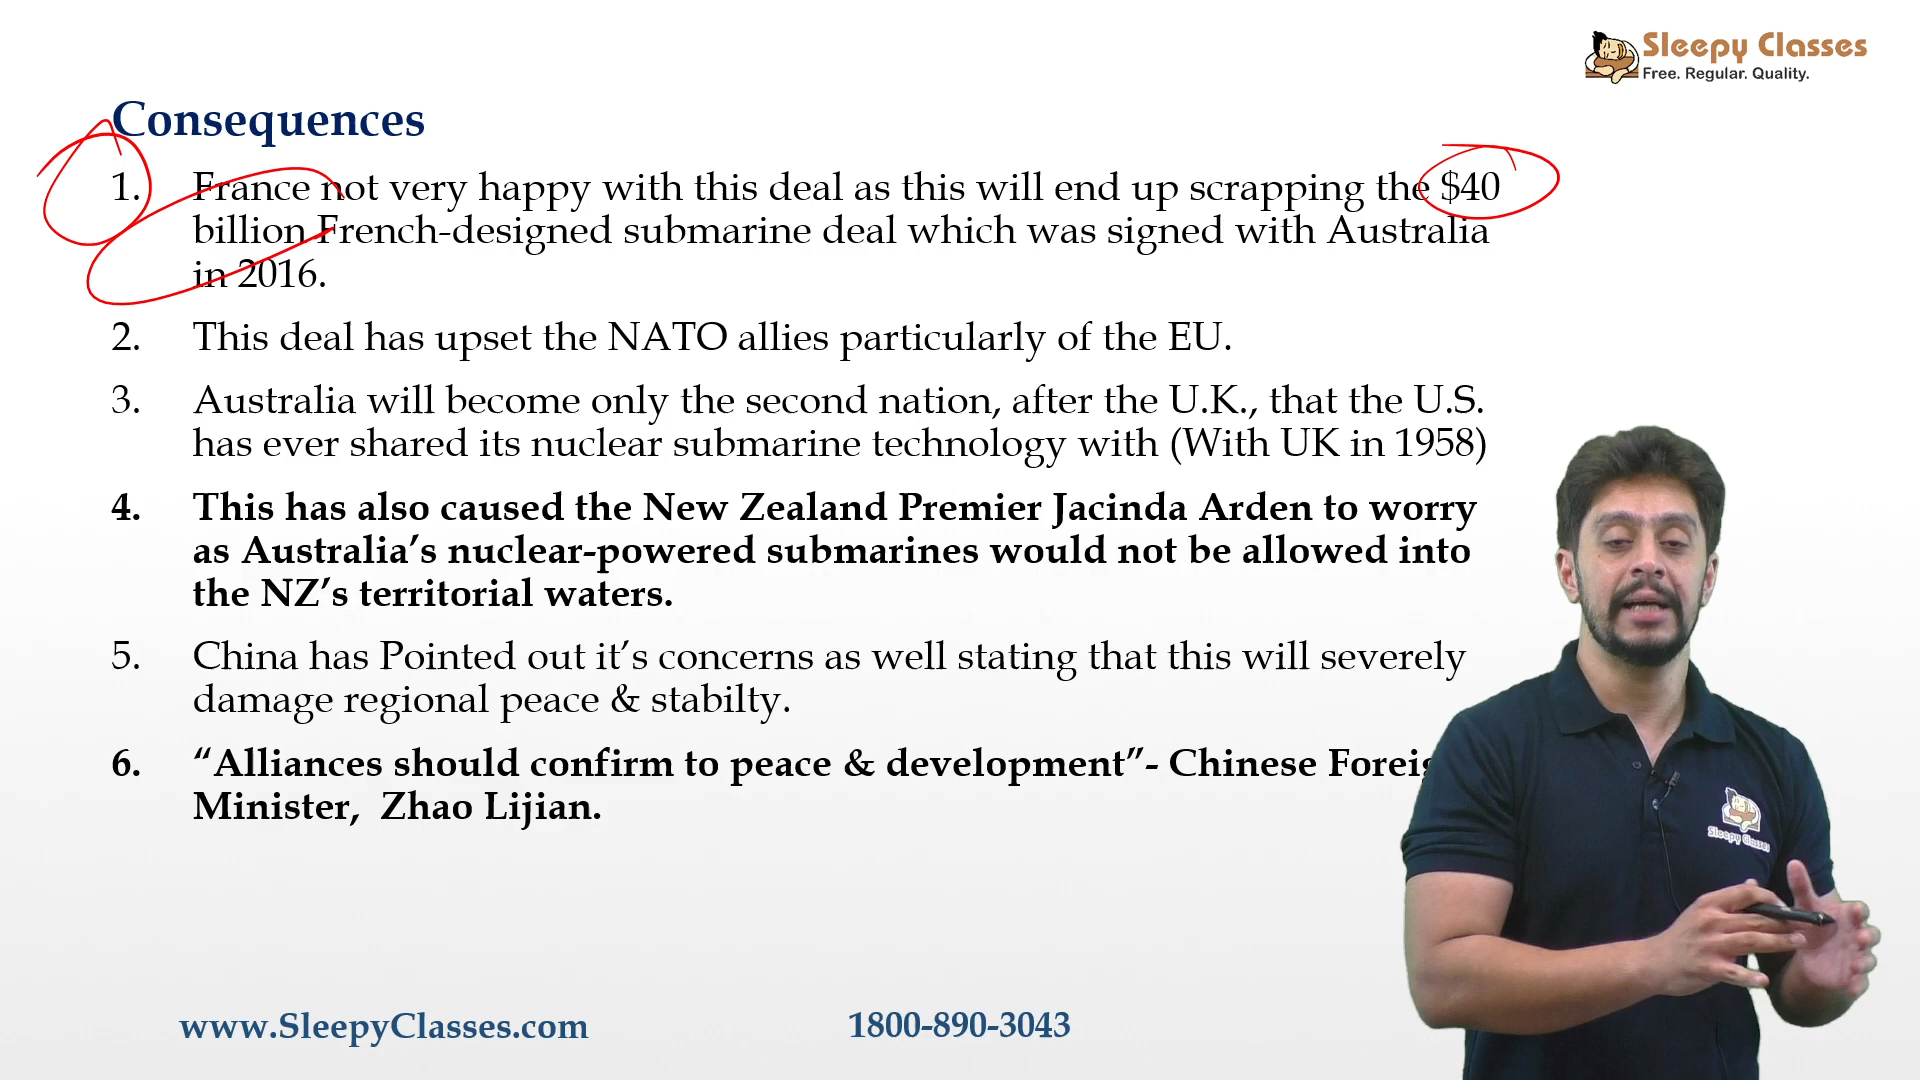 Sleepy Classes
Free. Regular. Quality.
Consequences
1. France not very happy with this deal as this will end up scrapping the $40
billion French-designed submarine deal which was signed with Australia
in 2016.
2. This deal has upset the NATO allies particularly of the EU.
3. Australia will become only the second nation, after the U.K., that the U.S.
has ever shared its nuclear submarine technology with (With UK in 1958)
4. This has also caused the New Zealand Premier Jacinda Arden to worry
as Australia’s nuclear-powered submarines would not be allowed into
the NZ’s territorial waters.
5. China has Pointed out it’s concerns as well stating that this will severely
damage regional peace & stabilty.
6. “Alliances should confirm to peace & development”- Chinese Foreig
Minister, Zhao Lijian.
Sleepy Classes
www.SleepyClasses.com 1800-890-3043